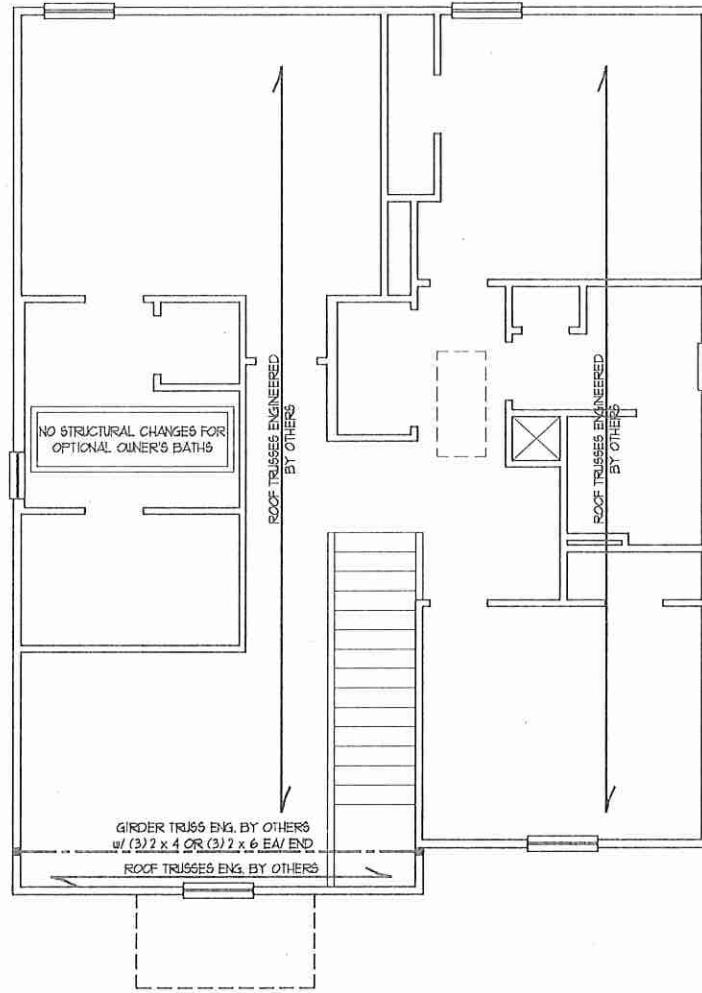 NO STRUCTURAL CHANGES FOR
OPTIONAL OWNER'S BATHS
ROOF TRUSSES ENGINEERED
BY OTHERS
ROOF TRUSSES ENGINEERED
BY OTHERS
GIRDER TRUSS ENG. BY OTHERS
w/ (3) 2 x 4 OR (3) 2 x 6 EA/ END
ROOF TRUSSES ENG. BY OTHERS